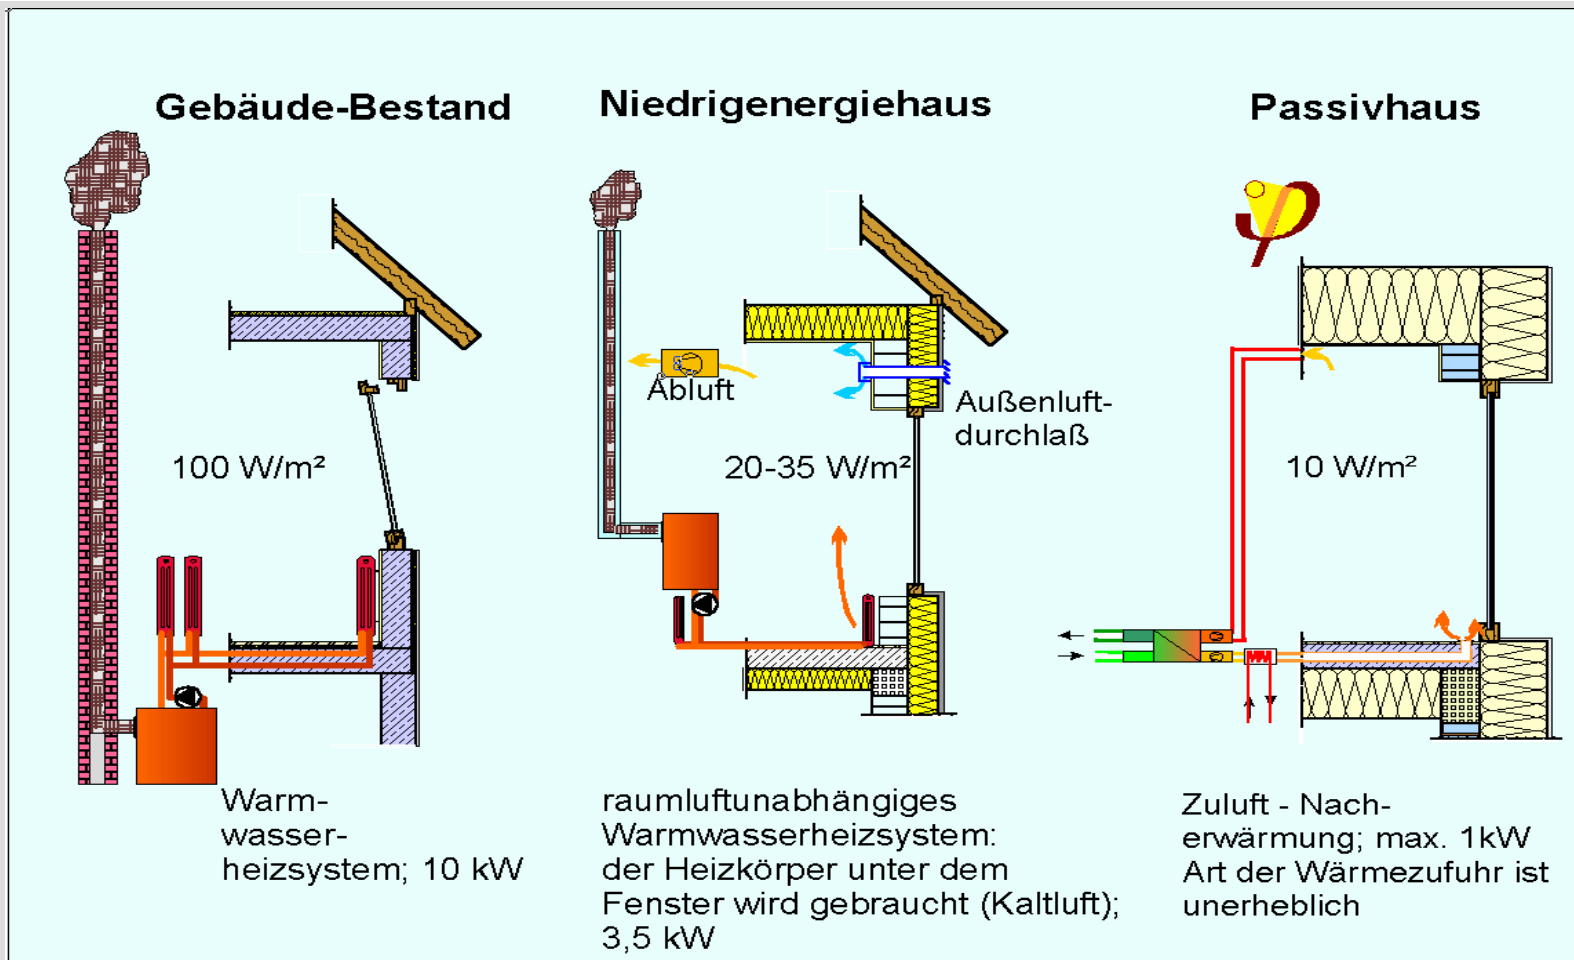 Gebäude-Bestand
Niedrigenergiehaus
Passivhaus
Abluft
Außenluft-
durchlaß
100 W/m²
20-35 W/m²
10 W/m²
Warm-
wasser-
heizsystem; 10 kW
raumluftunabhängiges
Warmwasserheizsystem:
der Heizkörper unter dem
Fenster wird gebraucht (Kaltluft);
3,5 kW
Zuluft - Nach-
erwärmung; max. 1kW
Art der Wärmezufuhr ist
unerheblich